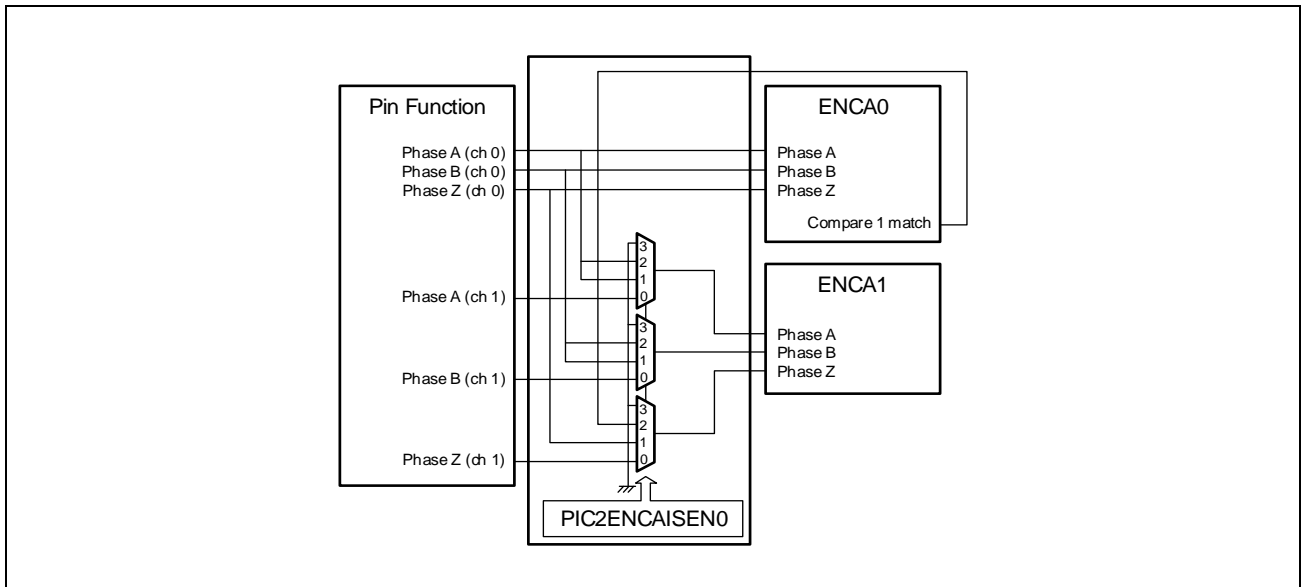 Pin Function
Phase A (ch 0)
Phase B (ch 0)
Phase Z (ch 0)
Phase A (ch 1)
Phase B (ch 1)
Phase Z (ch 1)
3
2
1
0
3
2
1
0
3
2
1
0
PIC2ENCAISEN0
ENCA0
Phase A
Phase B
Phase Z
Compare 1 match
ENCA1
Phase A
Phase B
Phase Z